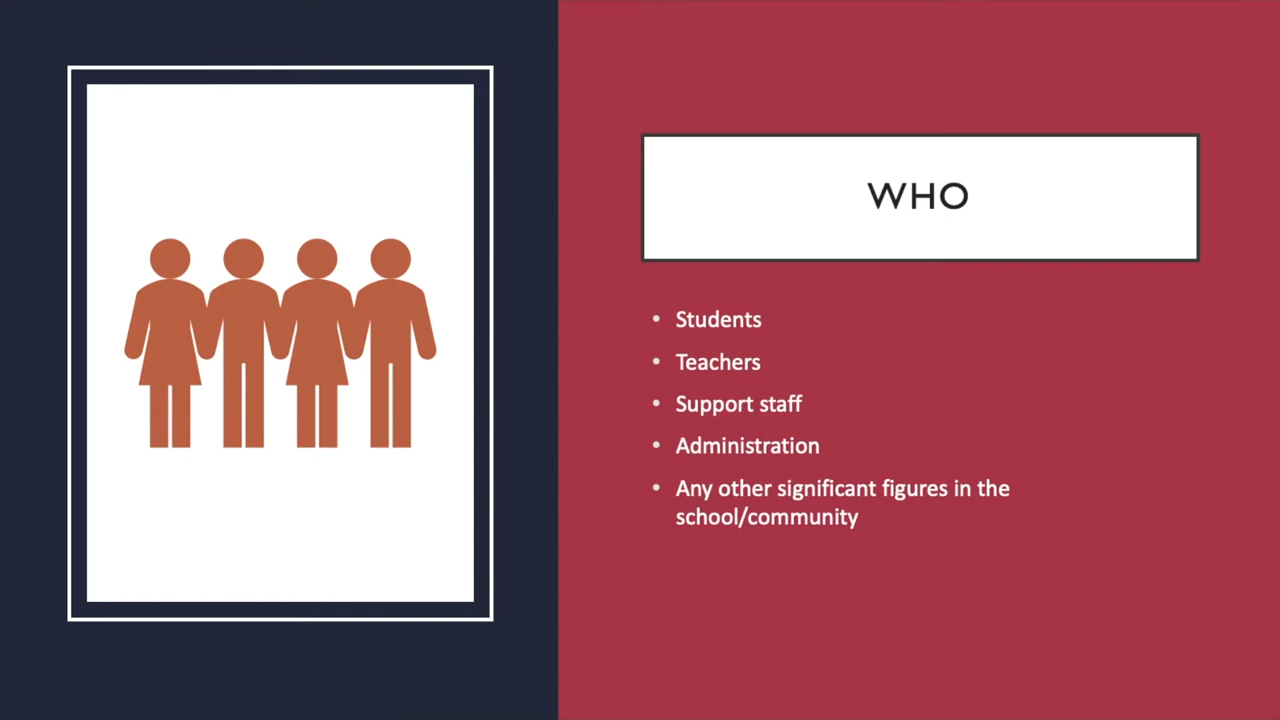 WHO
• Students
• Teachers
• Support staff
• Administration
• Any other significant figures in the
school/community